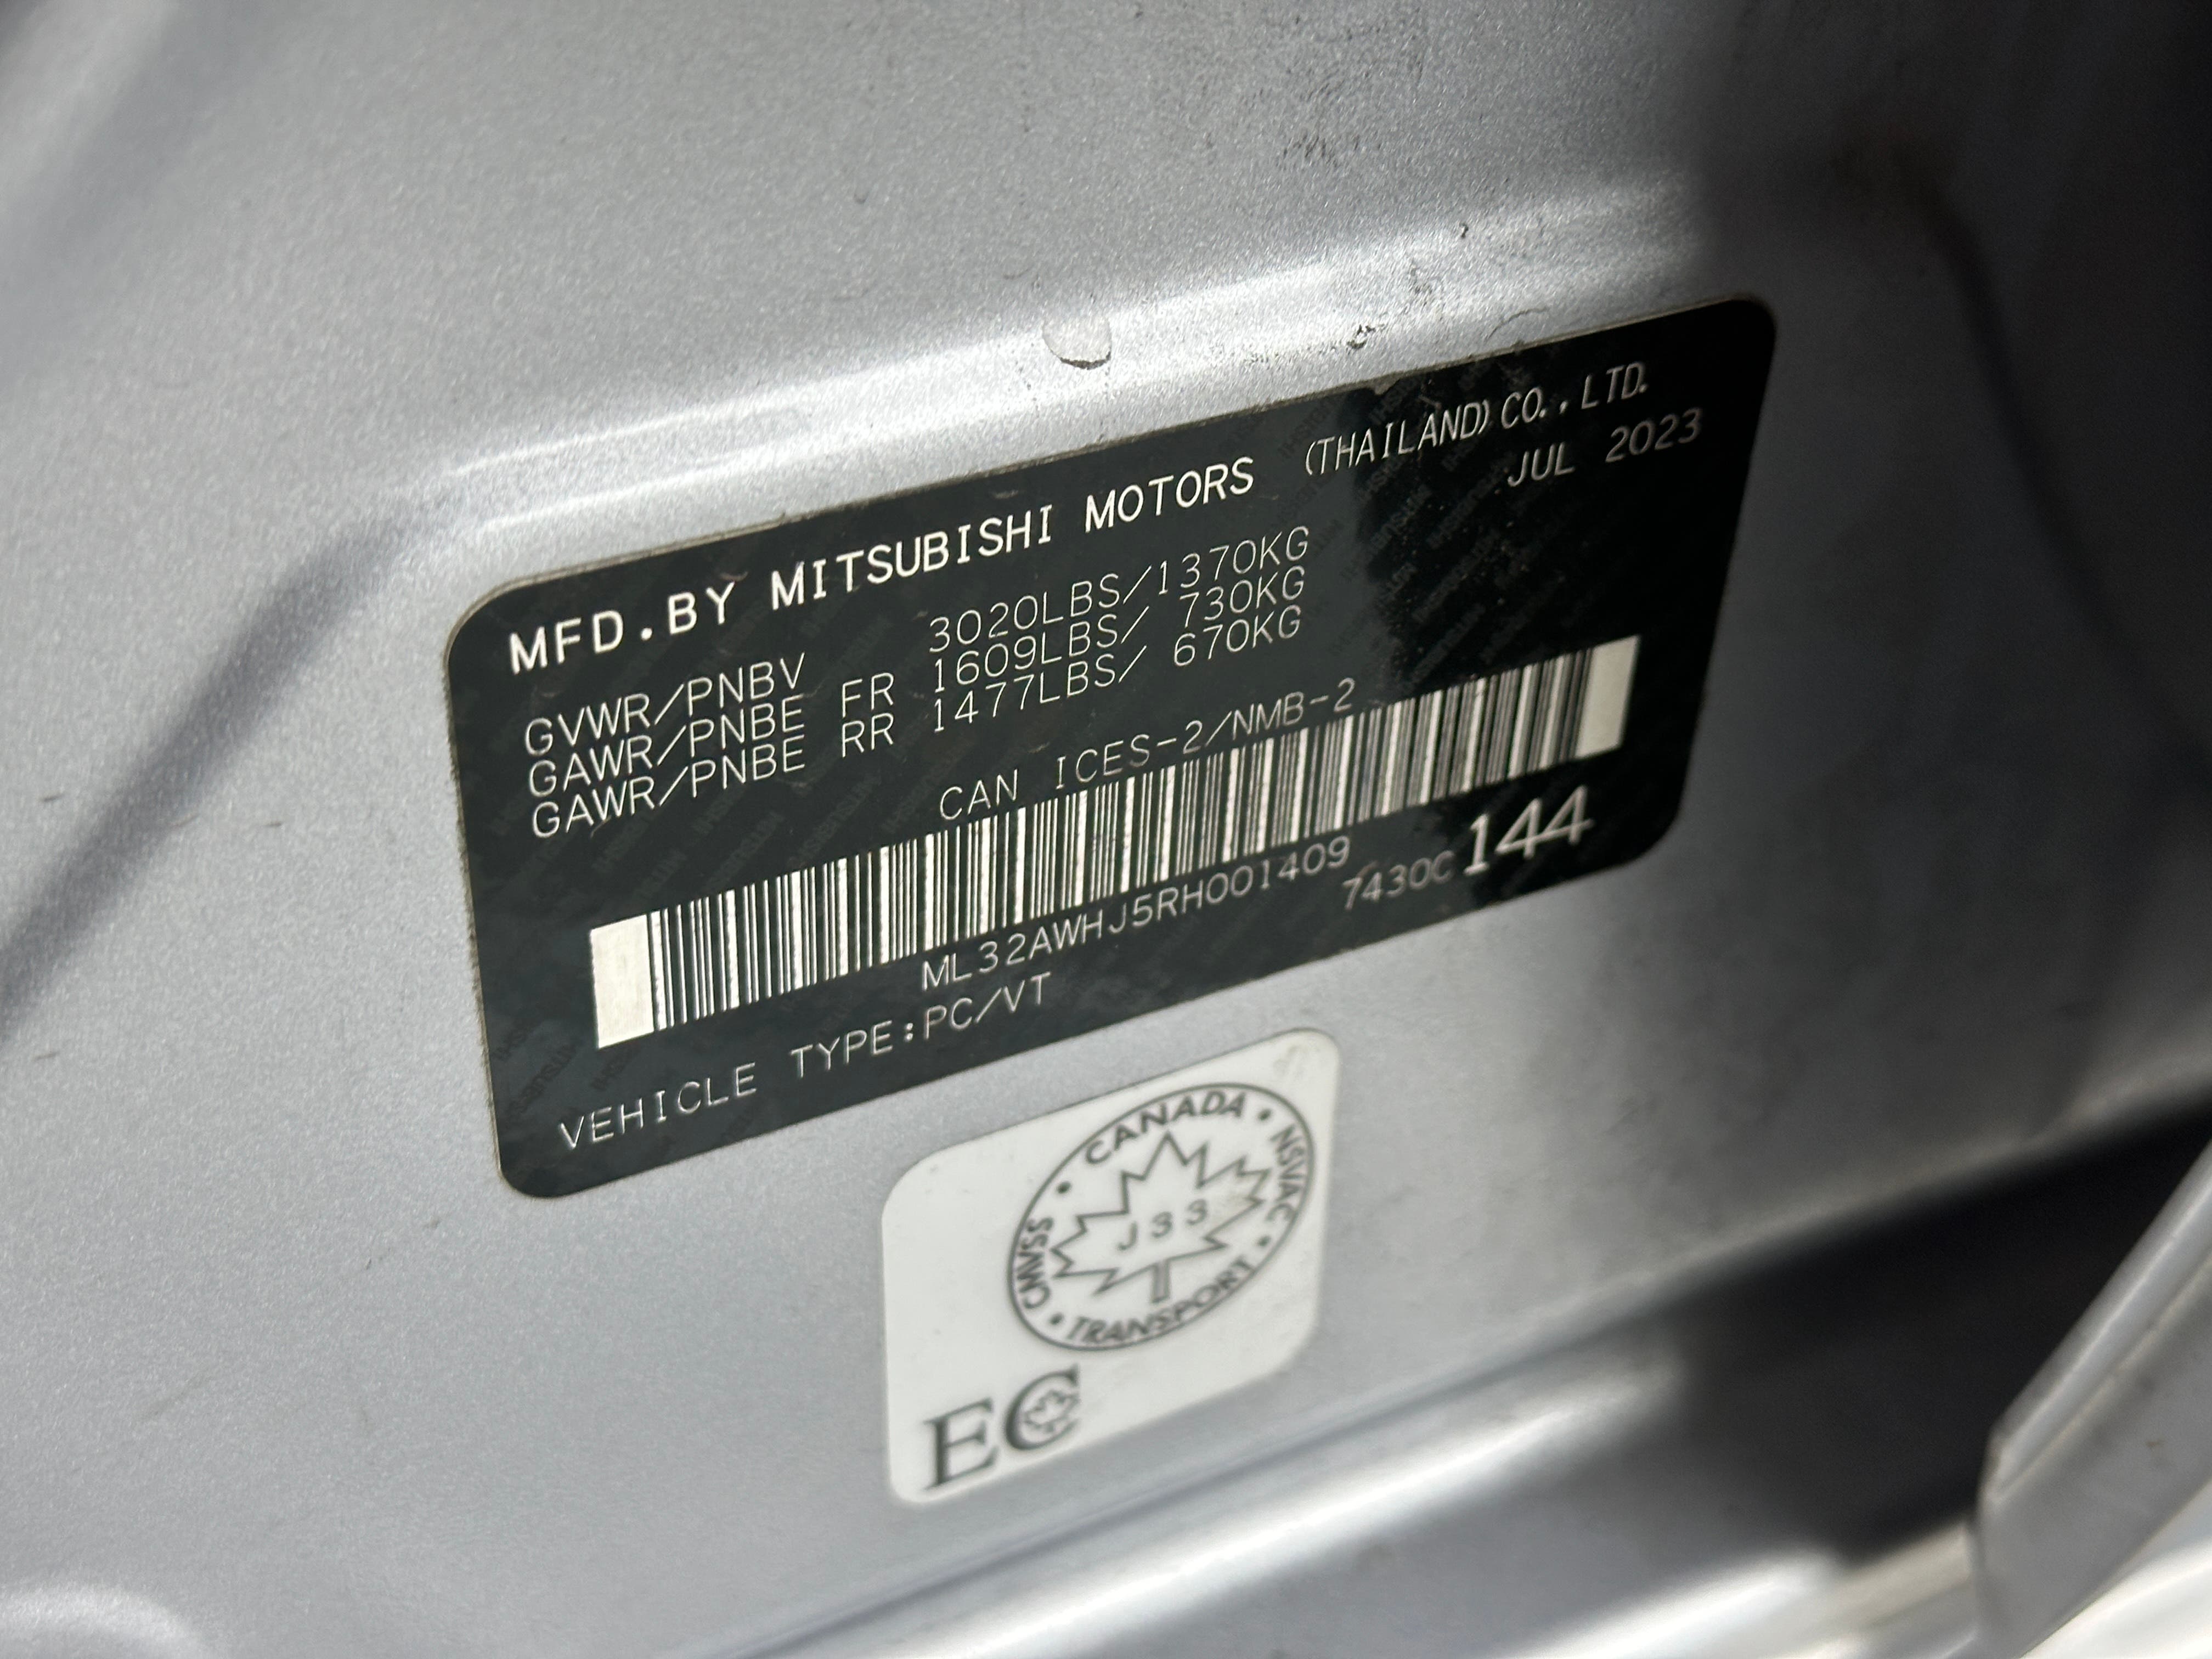 MFD.BY MITSUBISHI MOTORS (THAILAND) CO.,LTD.
JUL 2023
GVWR/PNBV 3020LBS/1370KG
GAWR/PNBE FR 1609LBS/ 730KG
GAWR/PNBE RR 1477LBS/ 670KG
CAN ICES-2/NMB-2
ML32AWHJ5RH001409
7430C144
VEHICLE TYPE:PC/VT
CANADA • NSVAC • TRANSPORT • CMVSS •
J33
EC